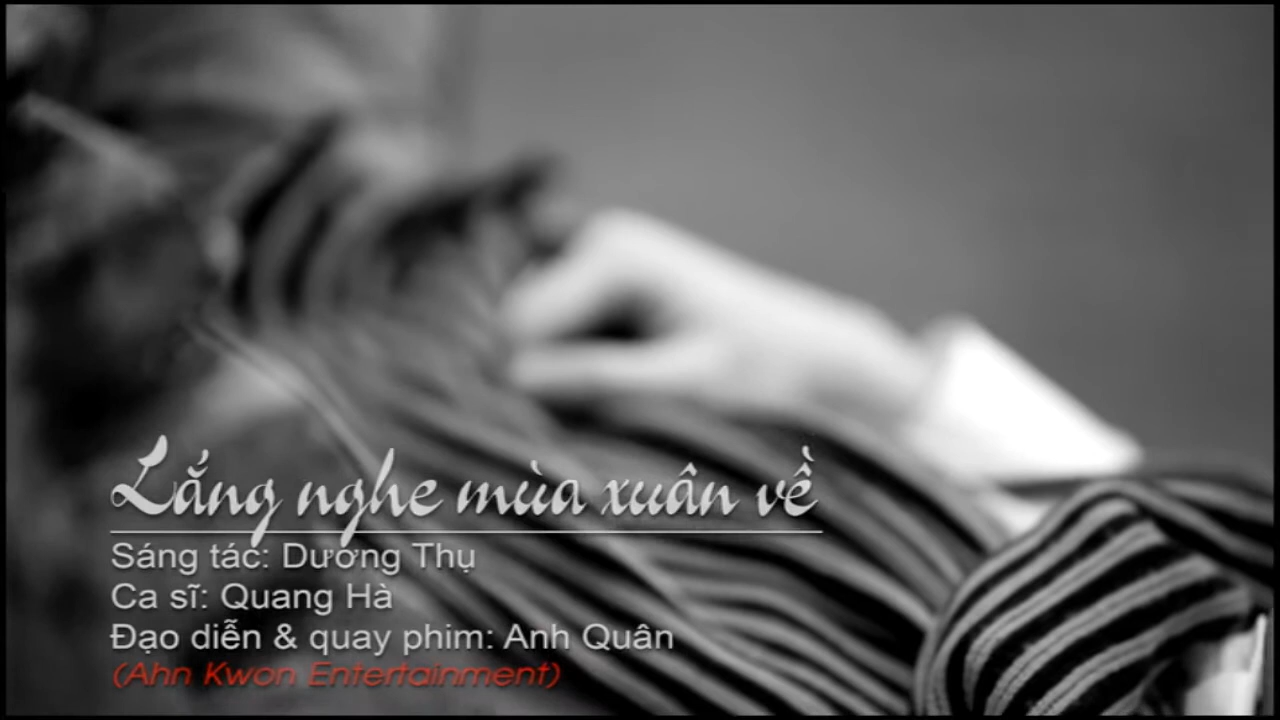 Lắng nghe mùa xuân về
Sáng tác: Dương Thụ
Ca sĩ: Quang Hà
Đạo diễn & quay phim: Anh Quân
(Ahn Kwon Entertainment)